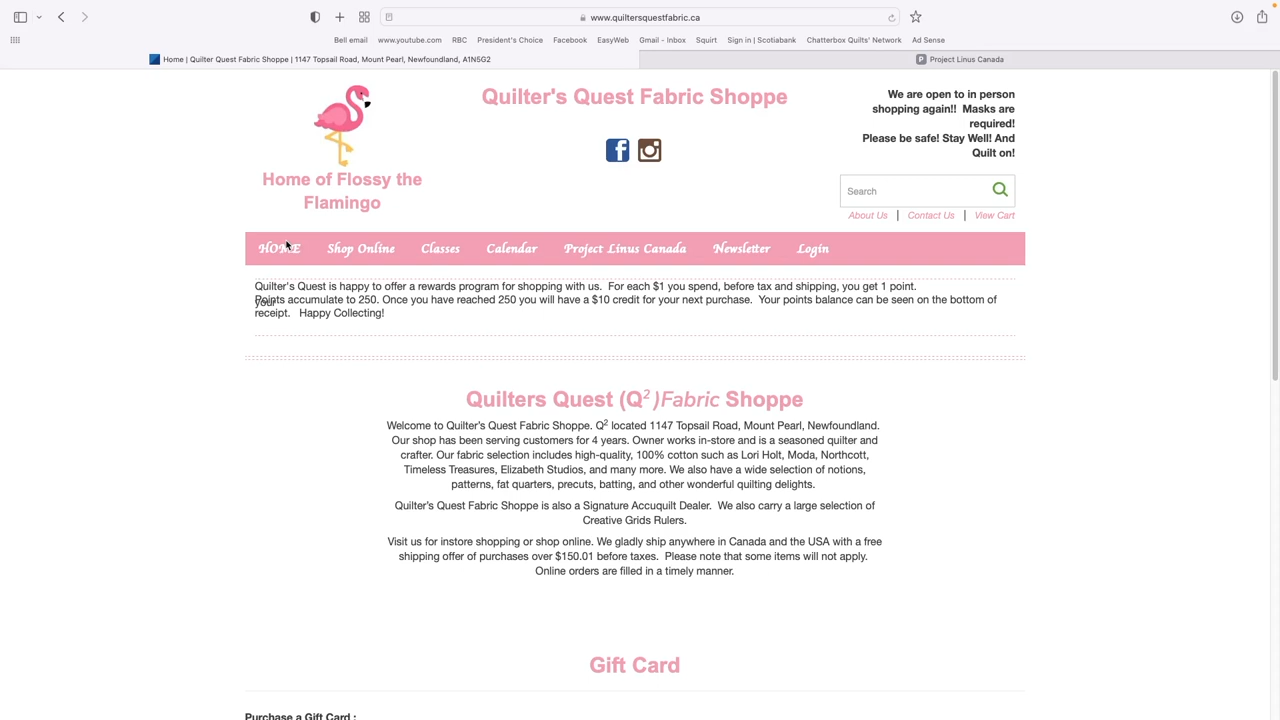 www.quiltersquestfabric.ca
Bell email www.youtube.com RBC President's Choice Facebook EasyWeb Gmail - Inbox Squirt Sign in | Scotiabank Chatterbox Quilts' Network Ad Sense
Home | Quilter Quest Fabric Shoppe | 1147 Topsail Road, Mount Pearl, Newfoundland, A1N5G2
P Project Linus Canada
Home of Flossy the
Flamingo
Quilter's Quest Fabric Shoppe
We are open to in person
shopping again!! Masks are
required!
Please be safe! Stay Well! And
Quilt on!
Search
About Us | Contact Us | View Cart
HOME Shop Online Classes Calendar Project Linus Canada Newsletter Login
Quilter's Quest is happy to offer a rewards program for shopping with us. For each $1 you spend, before tax and shipping, you get 1 point.
Points accumulate to 250. Once you have reached 250 you will have a $10 credit for your next purchase. Your points balance can be seen on the bottom of
your
receipt. Happy Collecting!
Quilters Quest (Q2)Fabric Shoppe
Welcome to Quilter's Quest Fabric Shoppe. Q2 located 1147 Topsail Road, Mount Pearl, Newfoundland.
Our shop has been serving customers for 4 years. Owner works in-store and is a seasoned quilter and
crafter. Our fabric selection includes high-quality, 100% cotton such as Lori Holt, Moda, Northcott,
Timeless Treasures, Elizabeth Studios, and many more. We also have a wide selection of notions,
patterns, fat quarters, precuts, batting, and other wonderful quilting delights.
Quilter's Quest Fabric Shoppe is also a Signature Accuquilt Dealer. We also carry a large selection of
Creative Grids Rulers.
Visit us for instore shopping or shop online. We gladly ship anywhere in Canada and the USA with a free
shipping offer of purchases over $150.01 before taxes. Please note that some items will not apply.
Online orders are filled in a timely manner.
Gift Card
Purchase a Gift Card :